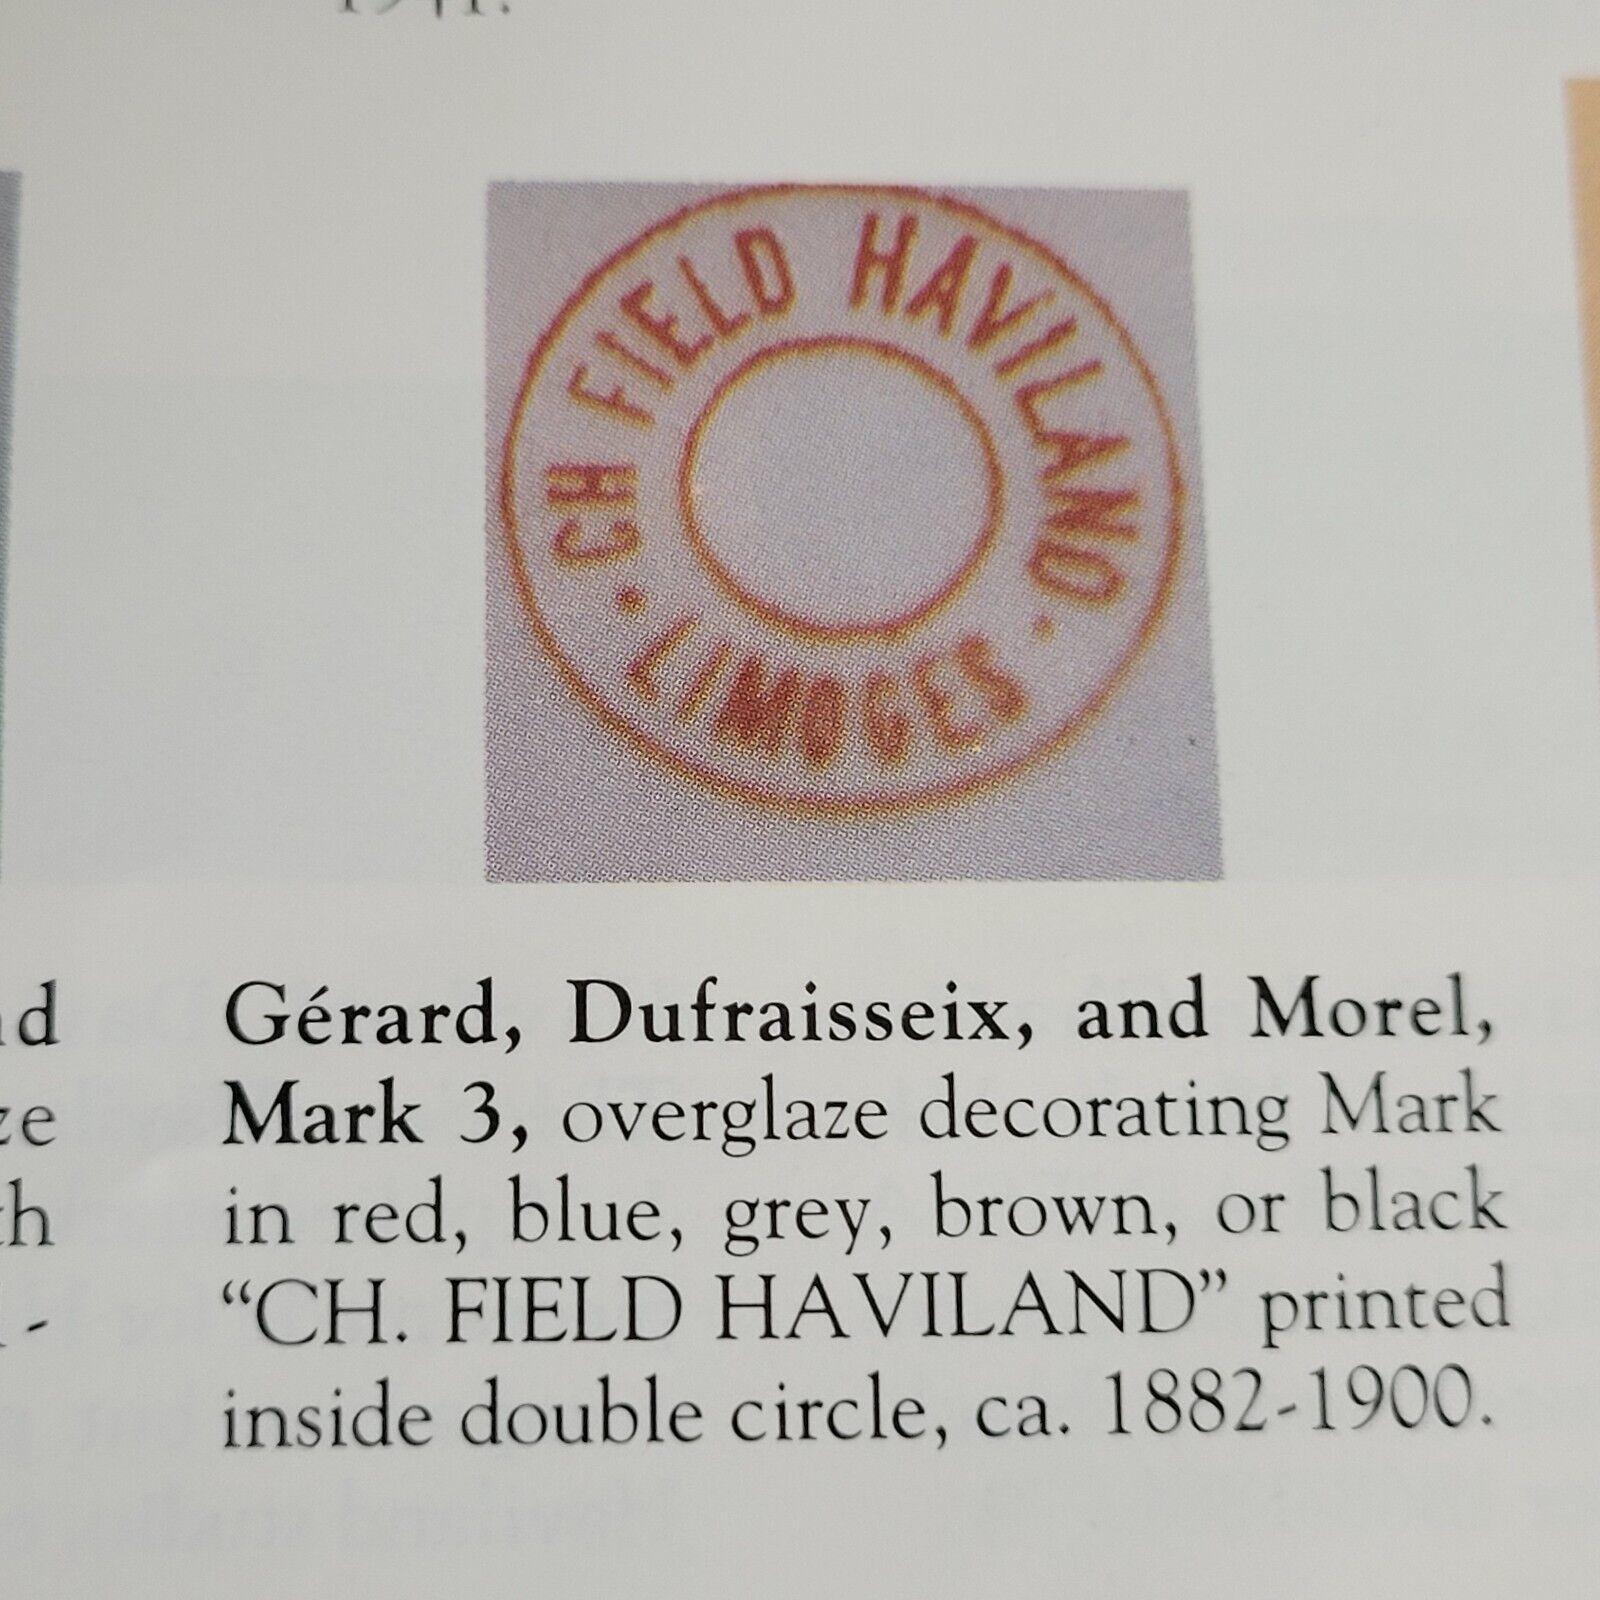 1941.
CH FIELD HAVILAND
· LIMOGES ·
Gérard, Dufraisseix, and Morel,
Mark 3, overglaze decorating Mark
in red, blue, grey, brown, or black
“CH. FIELD HAVILAND” printed
inside double circle, ca. 1882-1900.